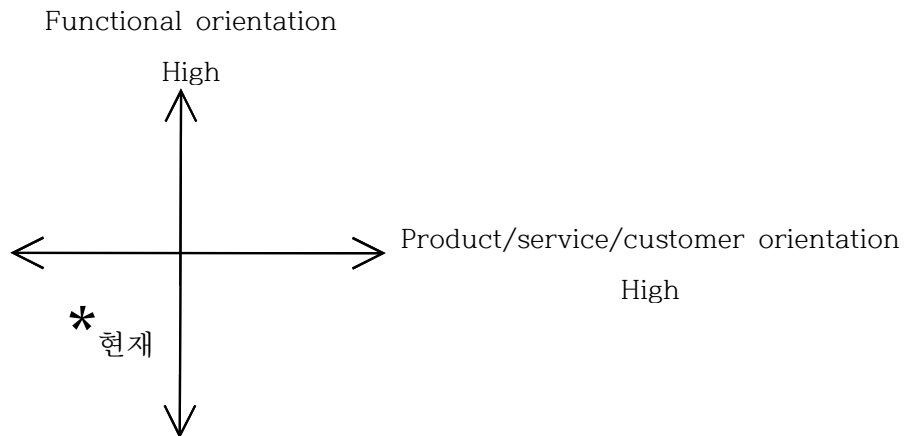 Functional orientation
High
Product/service/customer orientation
High
*현재